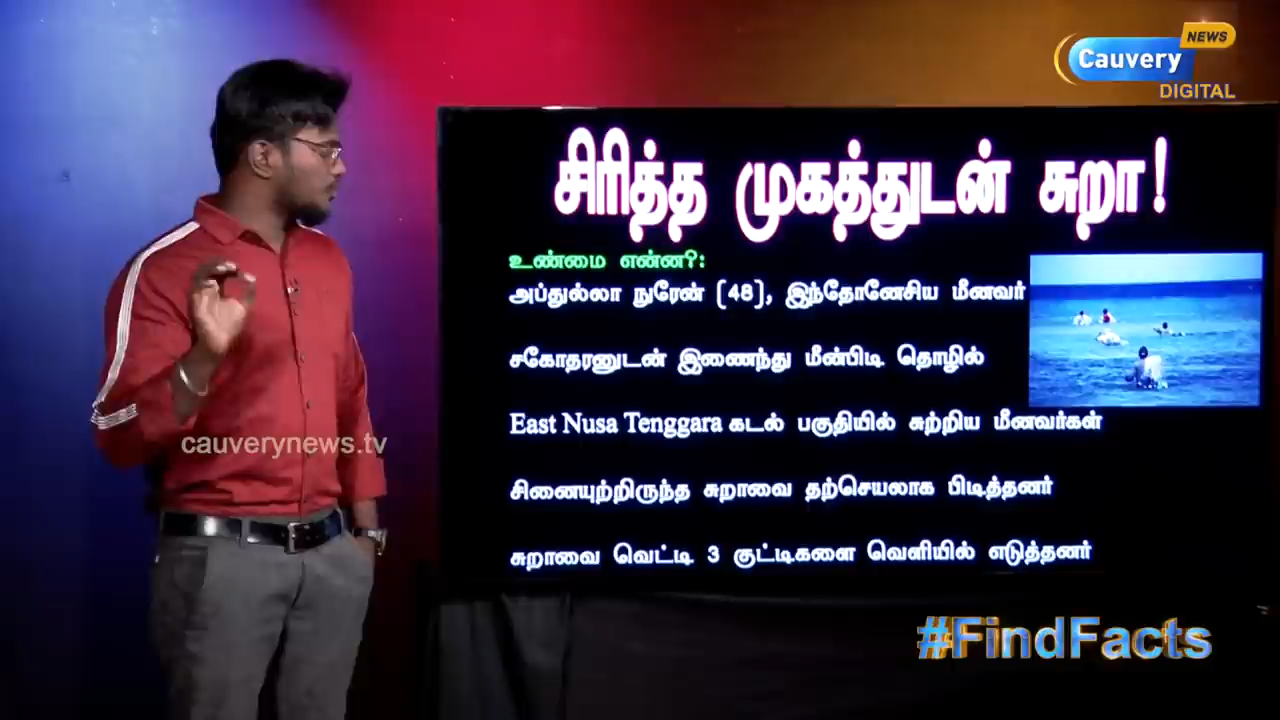 Cauvery
NEWS
DIGITAL
சிரித்த முகத்துடன் சுறா!
உண்மை என்ன?:
அப்துல்லா நுரேன் (48), இந்தோனேசிய மீனவர்
சகோதரனுடன் இணைந்து மீன்பிடி தொழில்
East Nusa Tenggara கடல் பகுதியில் சுற்றிய மீனவர்கள்
சினையுற்றிருந்த சுறாவை தற்செயலாக பிடித்தனர்
சுறாவை வெட்டி 3 குட்டிகளை வெளியில் எடுத்தனர்
cauverynews.tv
#FindFacts